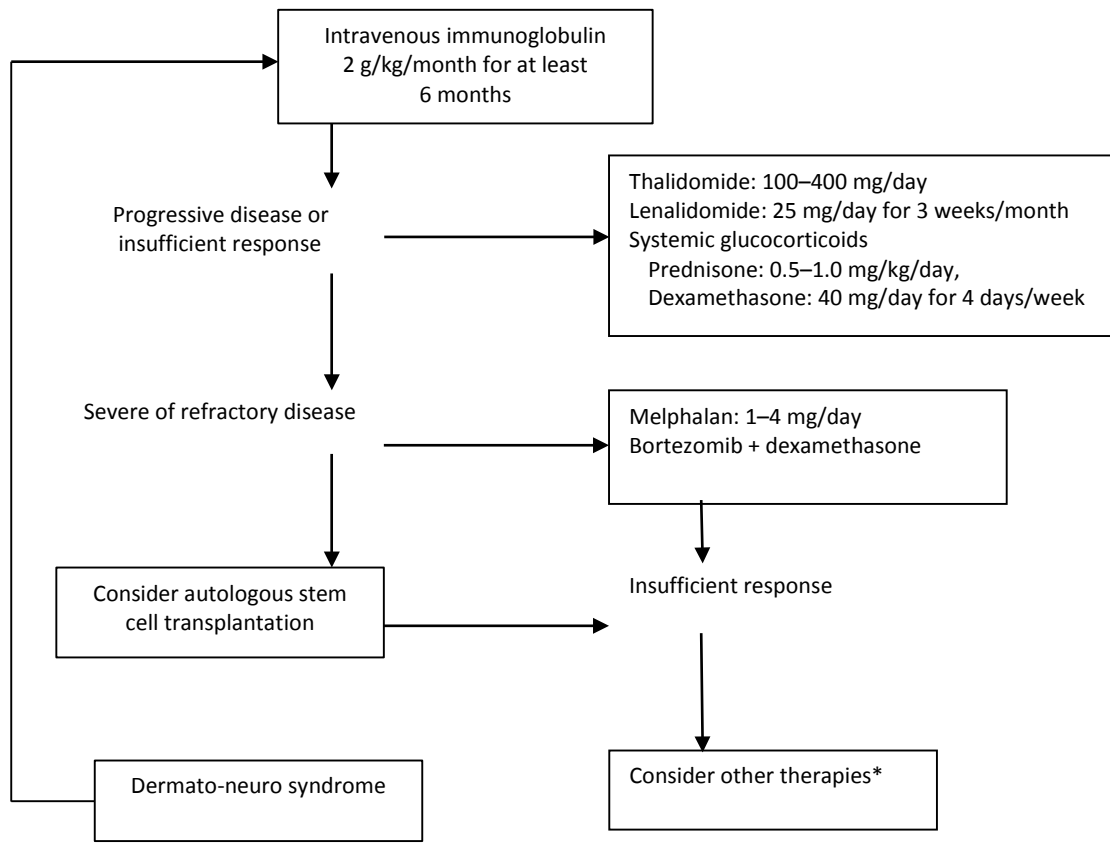 Intravenous immunoglobulin
2 g/kg/month for at least
6 months
Progressive disease or
insufficient response
Thalidomide: 100–400 mg/day
Lenalidomide: 25 mg/day for 3 weeks/month
Systemic glucocorticoids
Prednisone: 0.5–1.0 mg/kg/day,
Dexamethasone: 40 mg/day for 4 days/week
Severe of refractory disease
Melphalan: 1–4 mg/day
Bortezomib + dexamethasone
Consider autologous stem
cell transplantation
Insufficient response
Dermato-neuro syndrome
Consider other therapies*